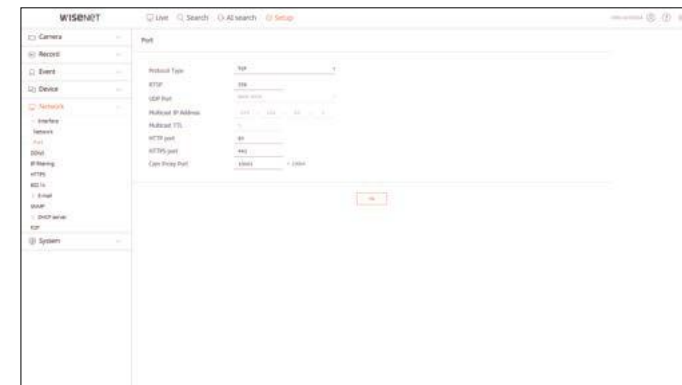 WISENET Live Search AI search Setup
Camera
Record
Event
Device
Network
Interface
Network
Port
DDNS
IP filtering
HTTPS
802.1x
E-mail
SNMP
DHCP server
P2P
System
Port
Protocol Type TCP
RTSP 558
UDP Port
Multicast IP Address
Multicast TTL
HTTP port 80
HTTPS port 443
Cam Proxy Port
OK